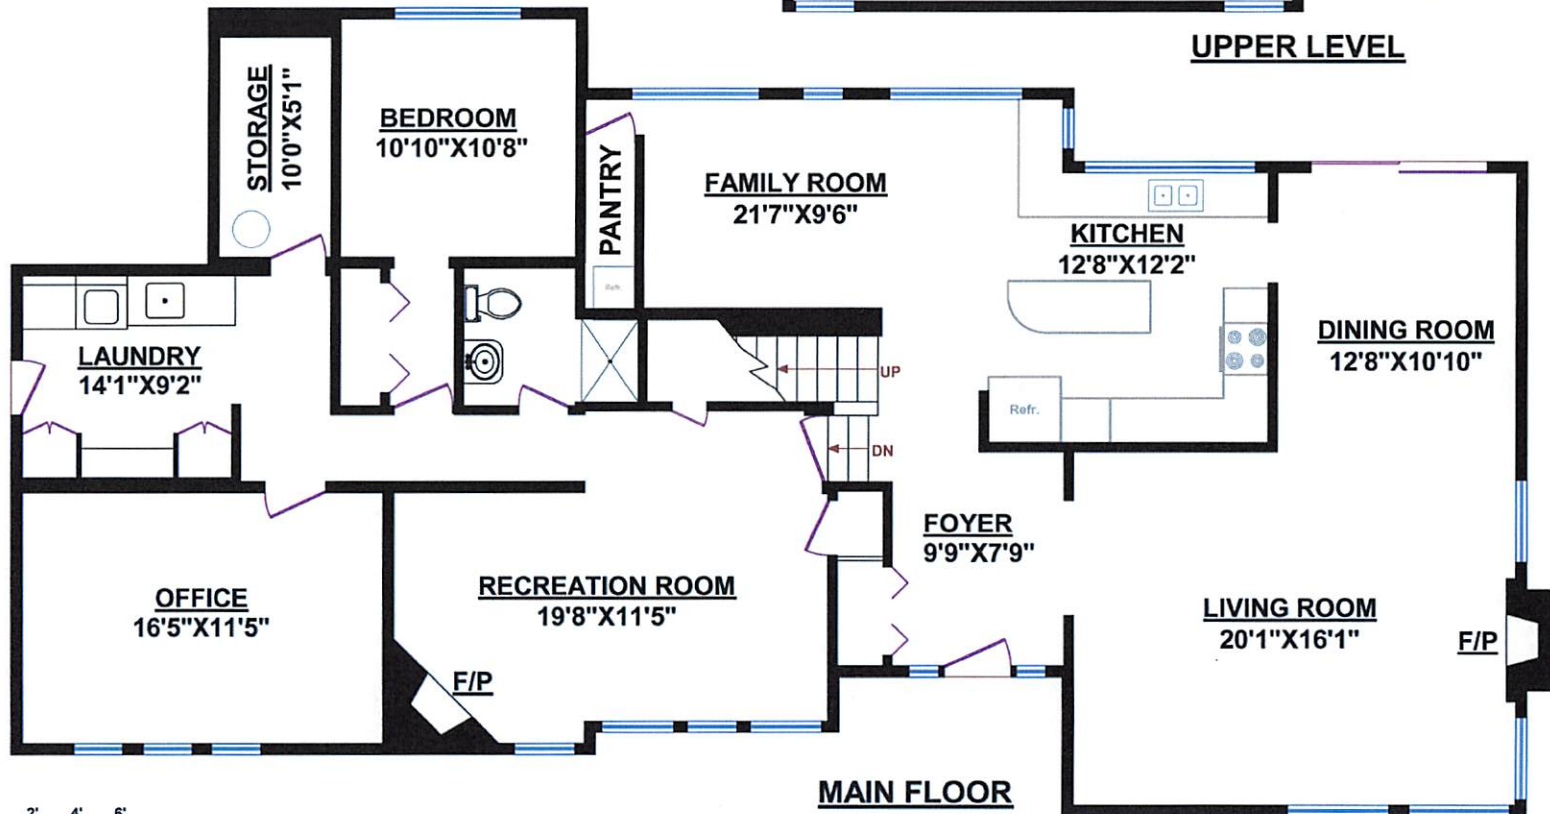 UPPER LEVEL
STORAGE
10'0"X5'1"
BEDROOM
10'10"X10'8"
PANTRY
Refr.
FAMILY ROOM
21'7"X9'6"
KITCHEN
12'8"X12'2"
DINING ROOM
12'8"X10'10"
LAUNDRY
14'1"X9'2"
UP
Refr.
DN
FOYER
9'9"X7'9"
OFFICE
16'5"X11'5"
RECREATION ROOM
19'8"X11'5"
LIVING ROOM
20'1"X16'1"
F/P
F/P
MAIN FLOOR
2' 4' 6'